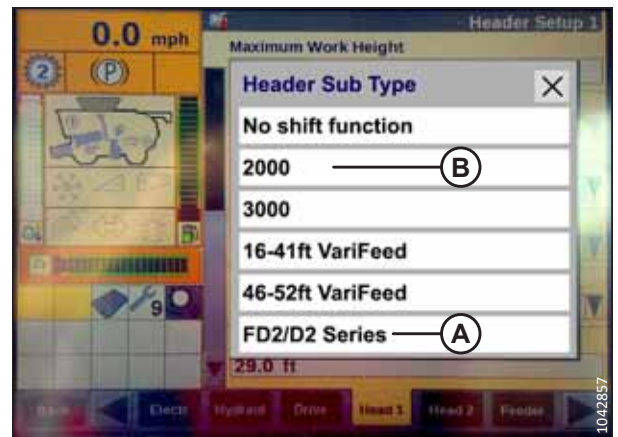 0.0 mph
Header Setup 1
Maximum Work Height
2
(P)
Header Sub Type
No shift function
2000
B
3000
16-41ft VariFeed
46-52ft VariFeed
9
FD2/D2 Series
A
29.0 ft
Back
Electr
Hydraul
Drive
Head 1
Head 2
Feeder
1042857